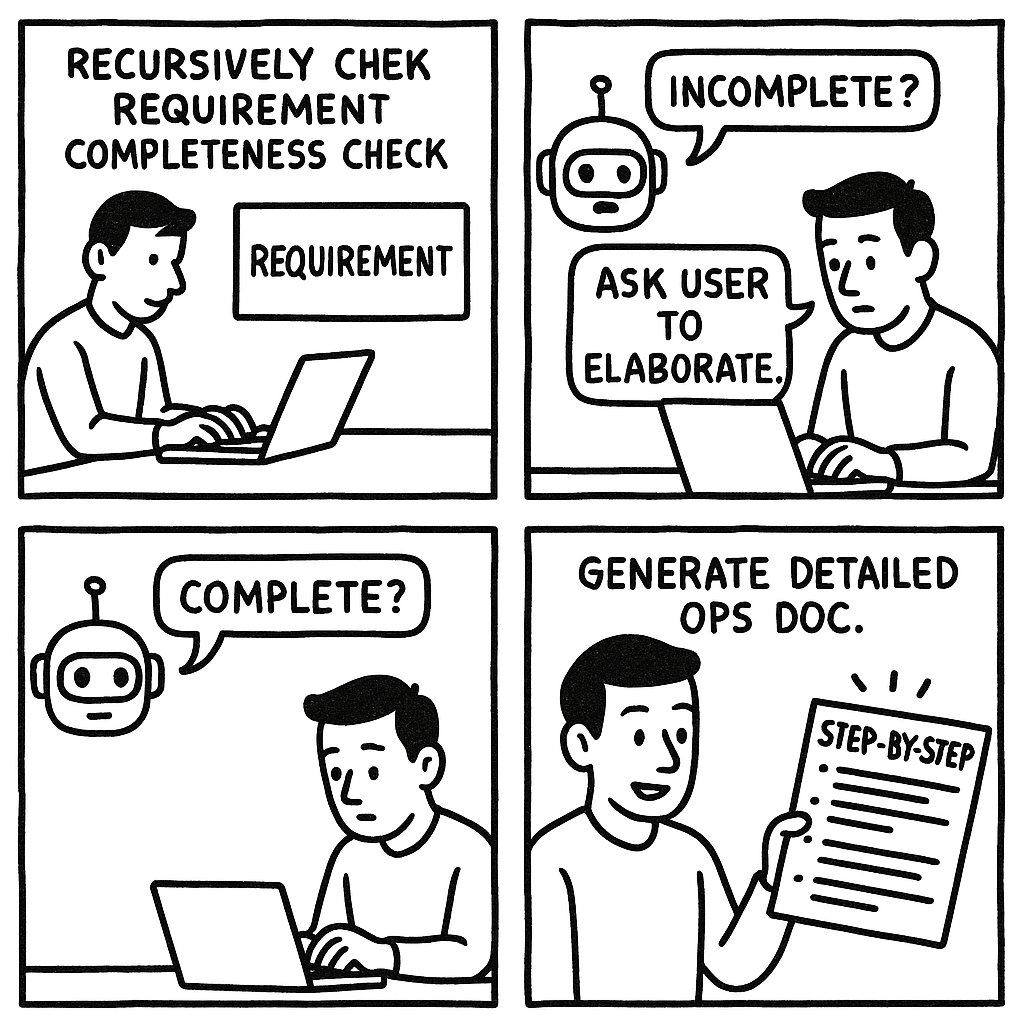 RECURSIVELY CHEK
REQUIREMENT
COMPLETENESS CHECK
REQUIREMENT
INCOMPLETE?
ASK USER
TO
ELABORATE.
COMPLETE?
GENERATE DETAILED
OPS DOC.
STEP-BY-STEP